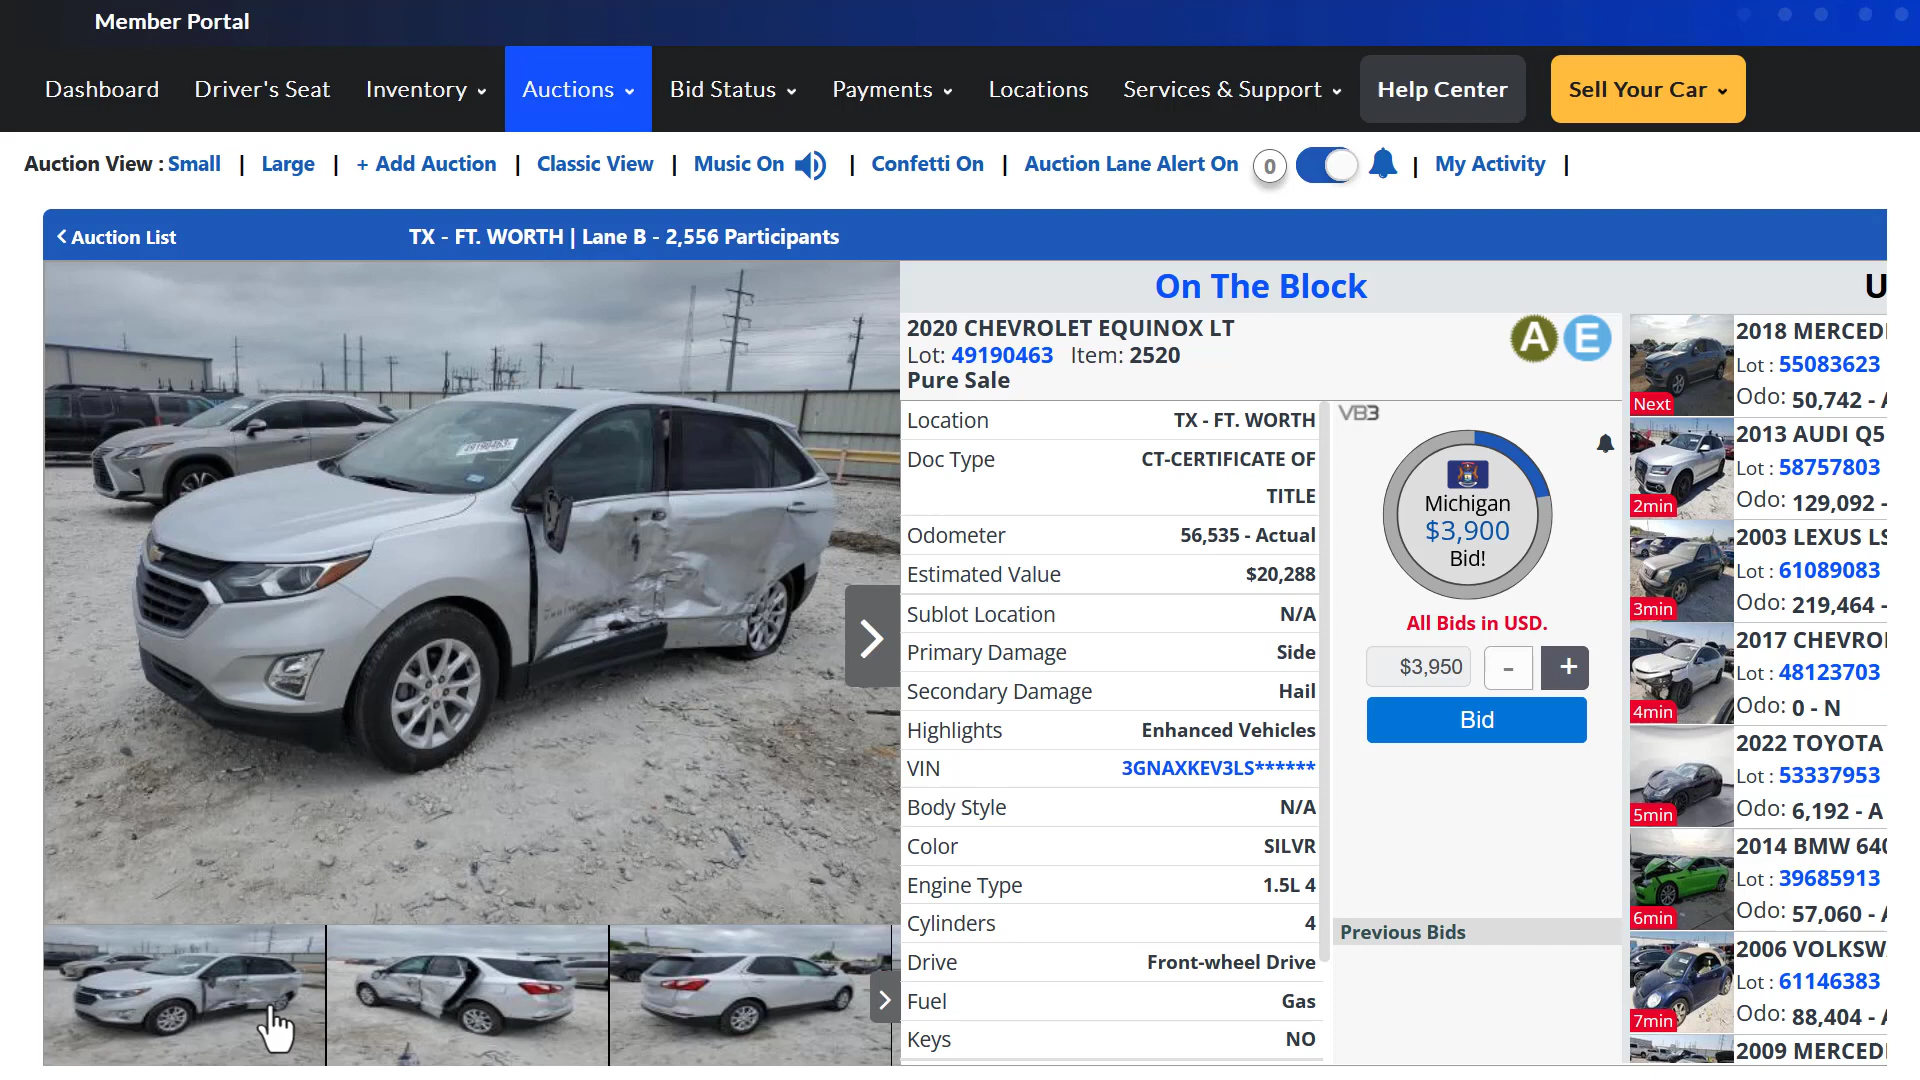 Member Portal
Dashboard Driver's Seat Inventory Auctions Bid Status Payments Locations Services & Support Help Center Sell Your Car
Auction View : Small | Large | + Add Auction | Classic View | Music On | Confetti On | Auction Lane Alert On 0 | My Activity |
Auction List
TX - FT. WORTH | Lane B - 2,556 Participants
49190463
On The Block
2020 CHEVROLET EQUINOX LT
Lot: 49190463 Item: 2520
Pure Sale
A E
Location TX - FT. WORTH
Doc Type CT-CERTIFICATE OF
TITLE
Odometer 56,535 - Actual
Estimated Value $20,288
Sublot Location N/A
Primary Damage Side
Secondary Damage Hail
Highlights Enhanced Vehicles
VIN 3GNAXKEV3LS******
Body Style N/A
Color SILVR
Engine Type 1.5L 4
Cylinders 4
Drive Front-wheel Drive
Fuel Gas
Keys NO
VB3
Michigan
$3,900
Bid!
All Bids in USD.
$3,950 - +
Bid
Previous Bids
U
2018 MERCED
Lot : 55083623
Odo: 50,742 - A
Next
2013 AUDI Q5
Lot : 58757803
Odo: 129,092 -
2min
2003 LEXUS LS
Lot : 61089083
Odo: 219,464 -
3min
2017 CHEVROL
Lot : 48123703
Odo: 0 - N
4min
2022 TOYOTA
Lot : 53337953
Odo: 6,192 - A
5min
2014 BMW 640
Lot : 39685913
Odo: 57,060 - A
6min
2006 VOLKSW
Lot : 61146383
Odo: 88,404 - A
7min
2009 MERCED